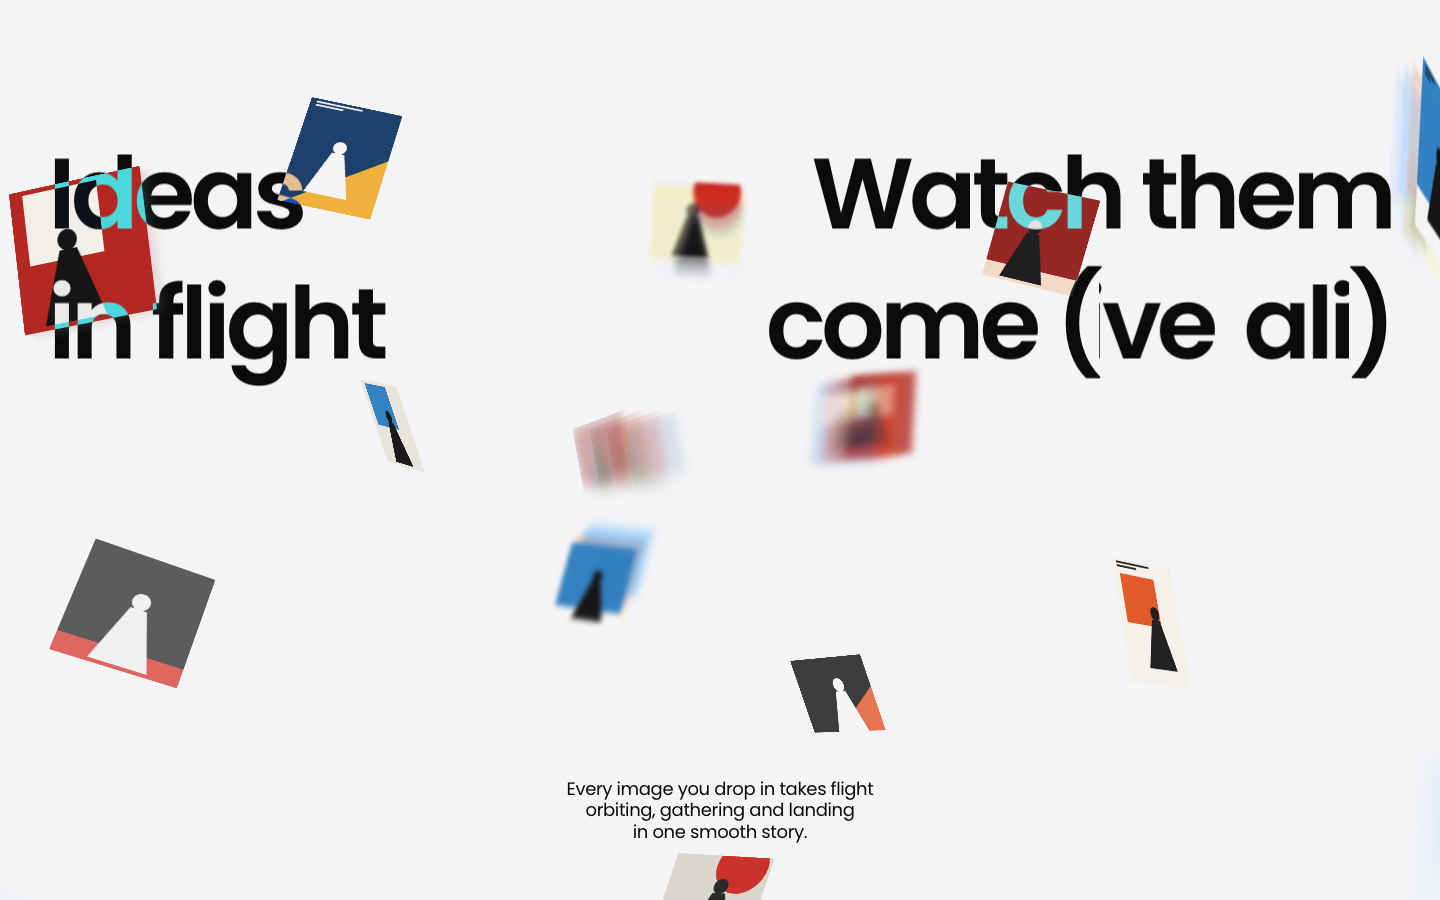 Ideas
in flight
Watch them
come (ve ali)
Every image you drop in takes flight
orbiting, gathering and landing
in one smooth story.